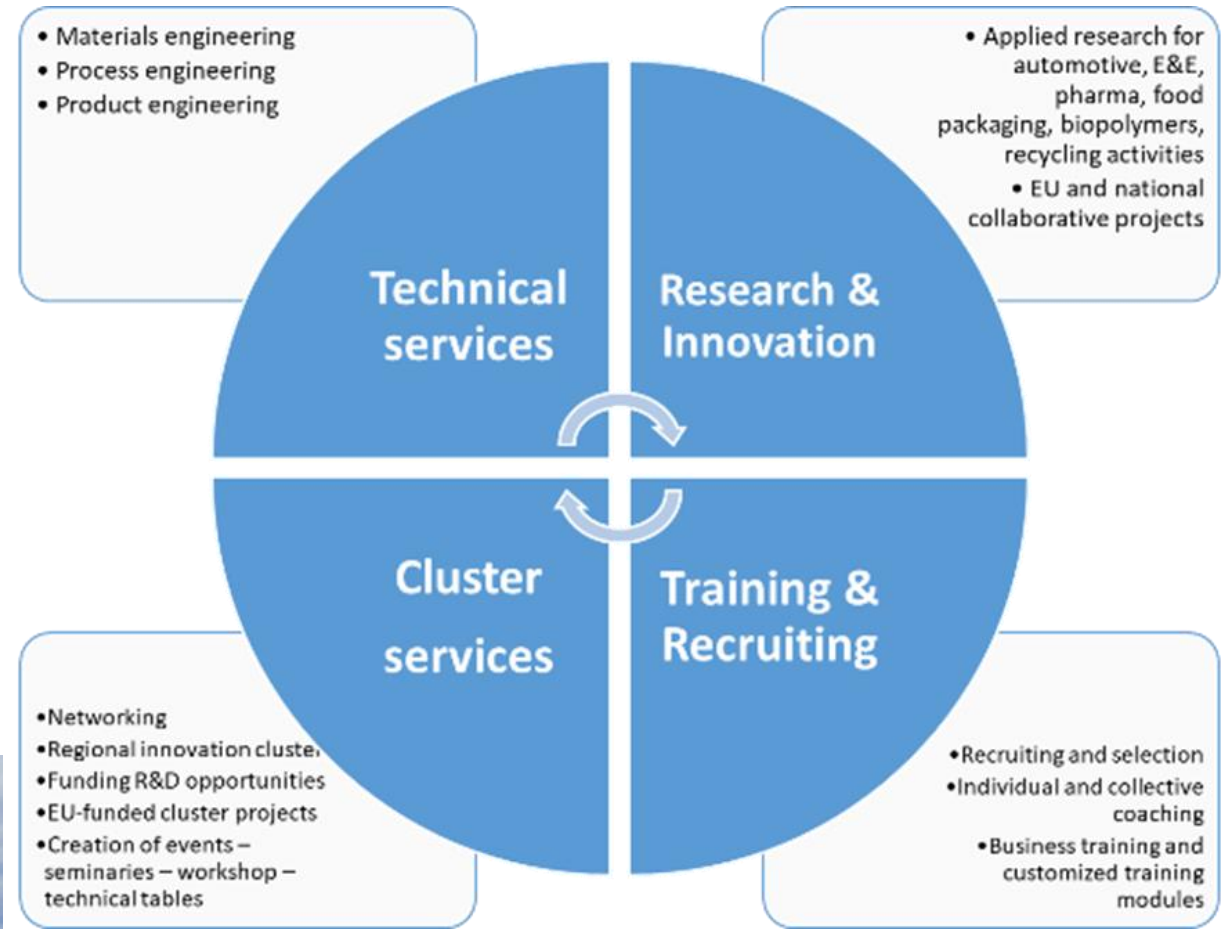 • Materials engineering
• Process engineering
• Product engineering
• Applied research for
automotive, E&E,
pharma, food
packaging, biopolymers,
recycling activities
• EU and national
collaborative projects
Technical
services
Research &
Innovation
Cluster
services
Training &
Recruiting
•Networking
•Regional innovation cluster
•Funding R&D opportunities
•EU-funded cluster projects
•Creation of events –
seminaries – workshop –
technical tables
•Recruiting and selection
•Individual and collective
coaching
•Business training and
customized training
modules